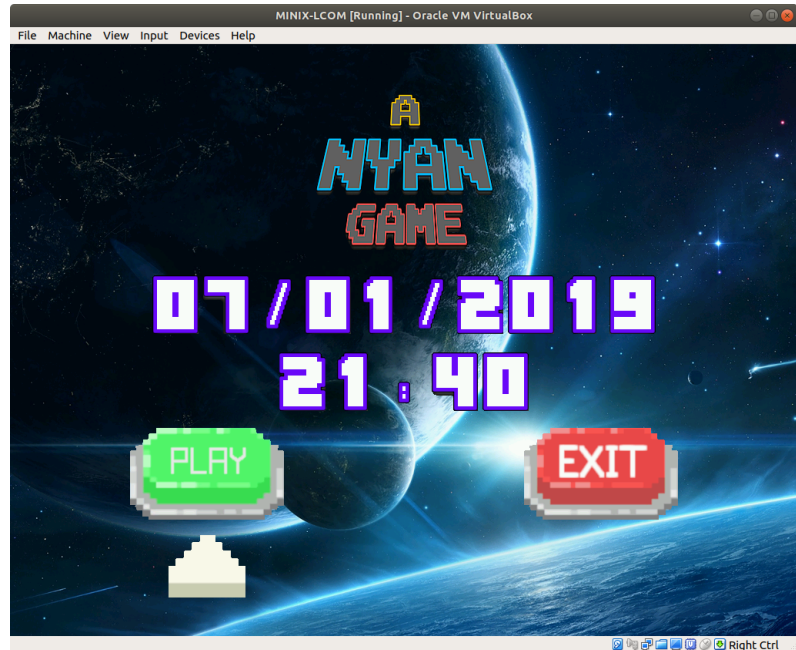 MINIX-LCOM [Running] - Oracle VM VirtualBox
File Machine View Input Devices Help
A
NYAN
GAME
07/01/2019
21:40
PLAY EXIT
Right Ctrl